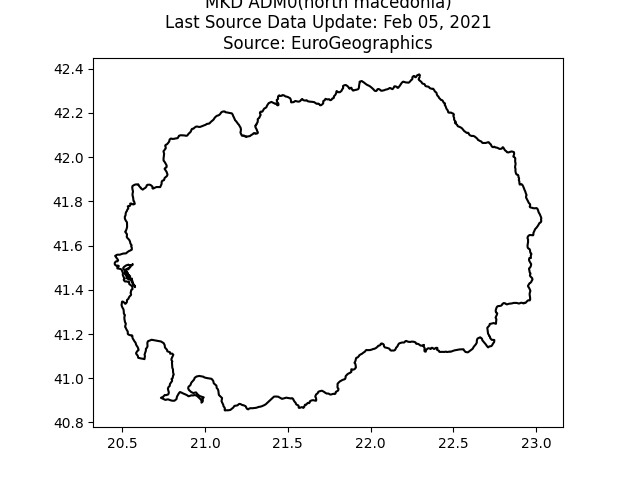 MKD ADM0(north macedonia)
Last Source Data Update: Feb 05, 2021
Source: EuroGeographics
42.4
42.2
42.0
41.8
41.6
41.4
41.2
41.0
40.8
20.5 21.0 21.5 22.0 22.5 23.0